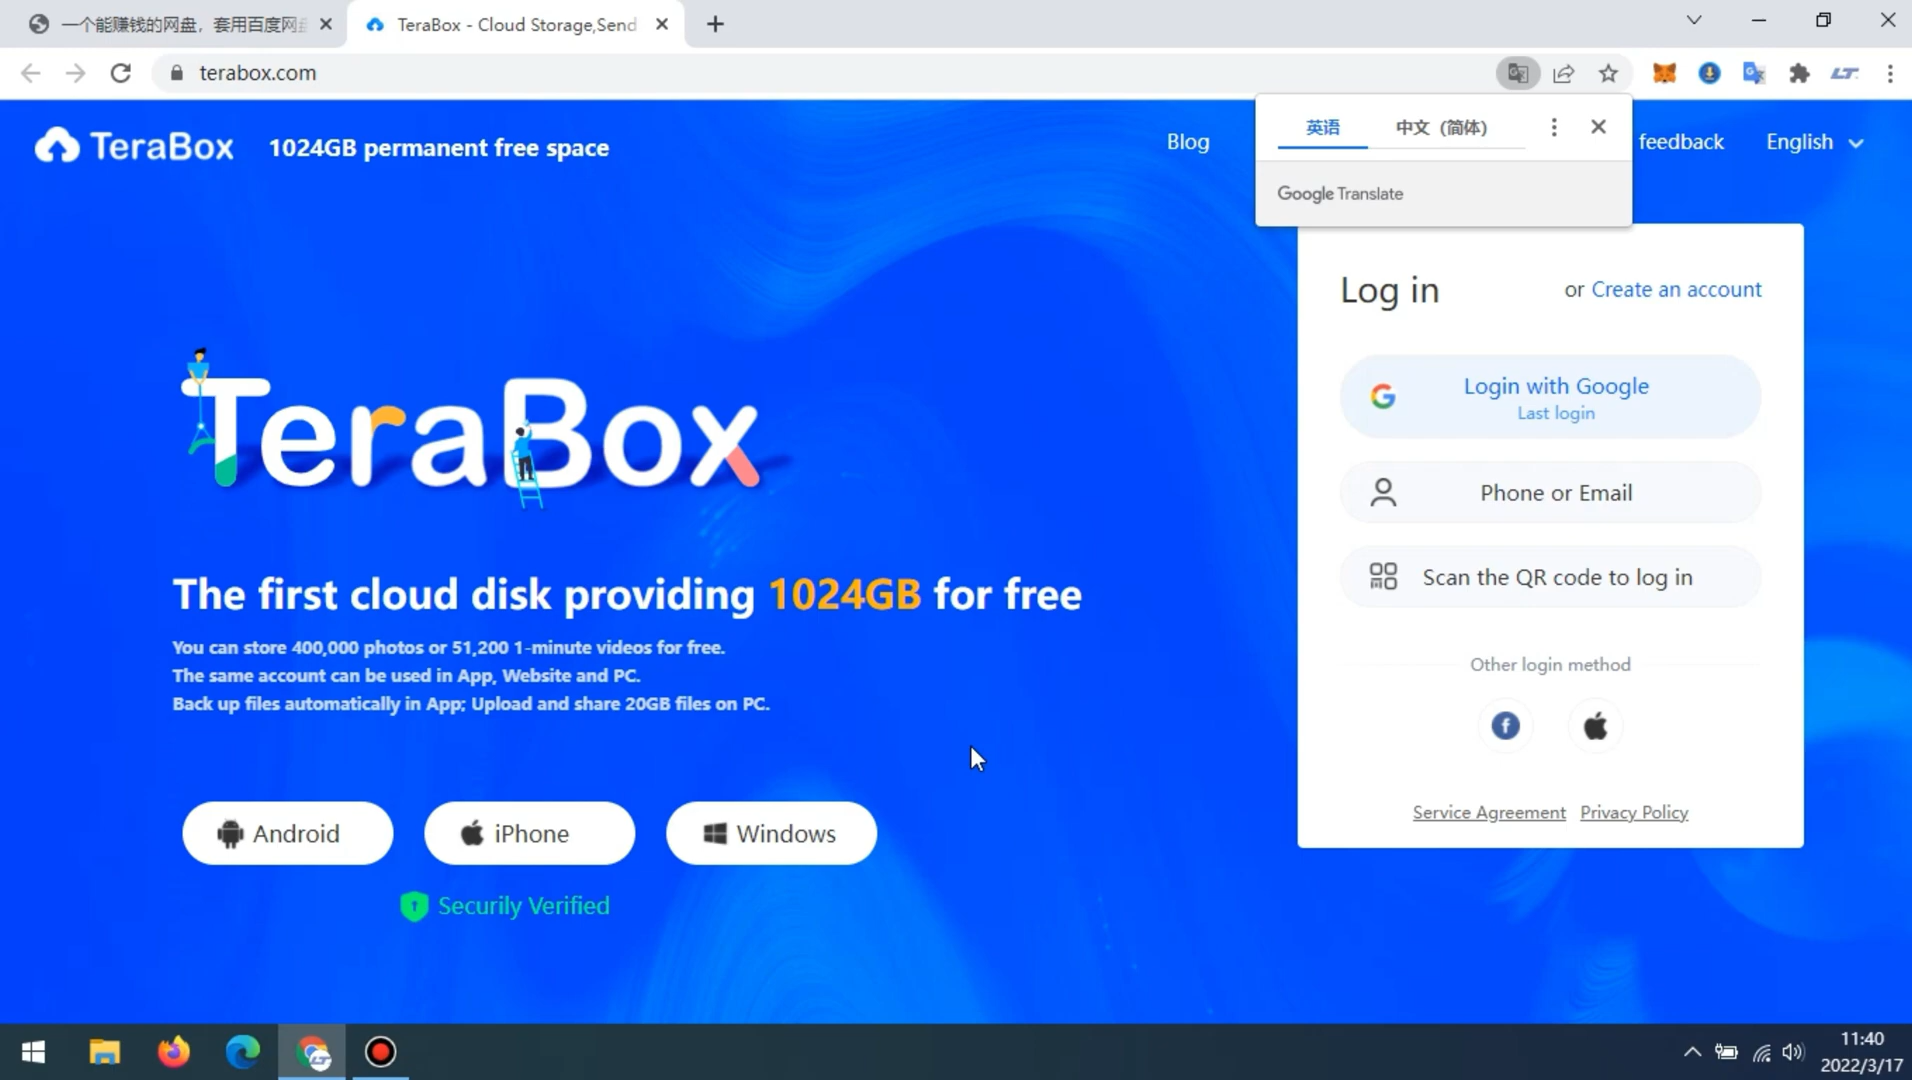 一个能赚钱的网盘，套用百度网盘
TeraBox - Cloud Storage,Send
terabox.com
TeraBox
1024GB permanent free space
Blog
英语
中文（简体）
feedback
English
Google Translate
Log in
or Create an account
Login with Google
Last login
Phone or Email
Scan the QR code to log in
Other login method
Service Agreement
Privacy Policy
TeraBox
The first cloud disk providing 1024GB for free
You can store 400,000 photos or 51,200 1-minute videos for free.
The same account can be used in App, Website and PC.
Back up files automatically in App; Upload and share 20GB files on PC.
Android
iPhone
Windows
Securily Verified
11:40
2022/3/17